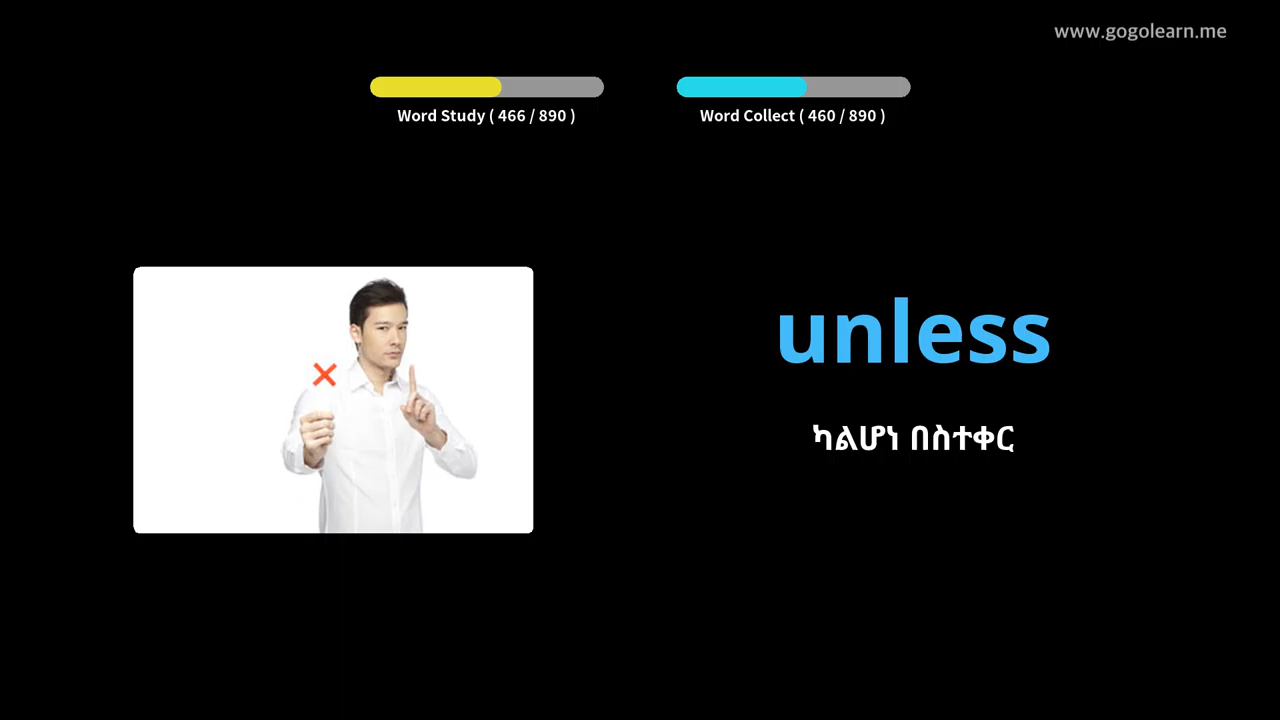 www.gogolearn.me
Word Study ( 466 / 890 )
Word Collect ( 460 / 890 )
unless
ካልሆነ በስተቀር